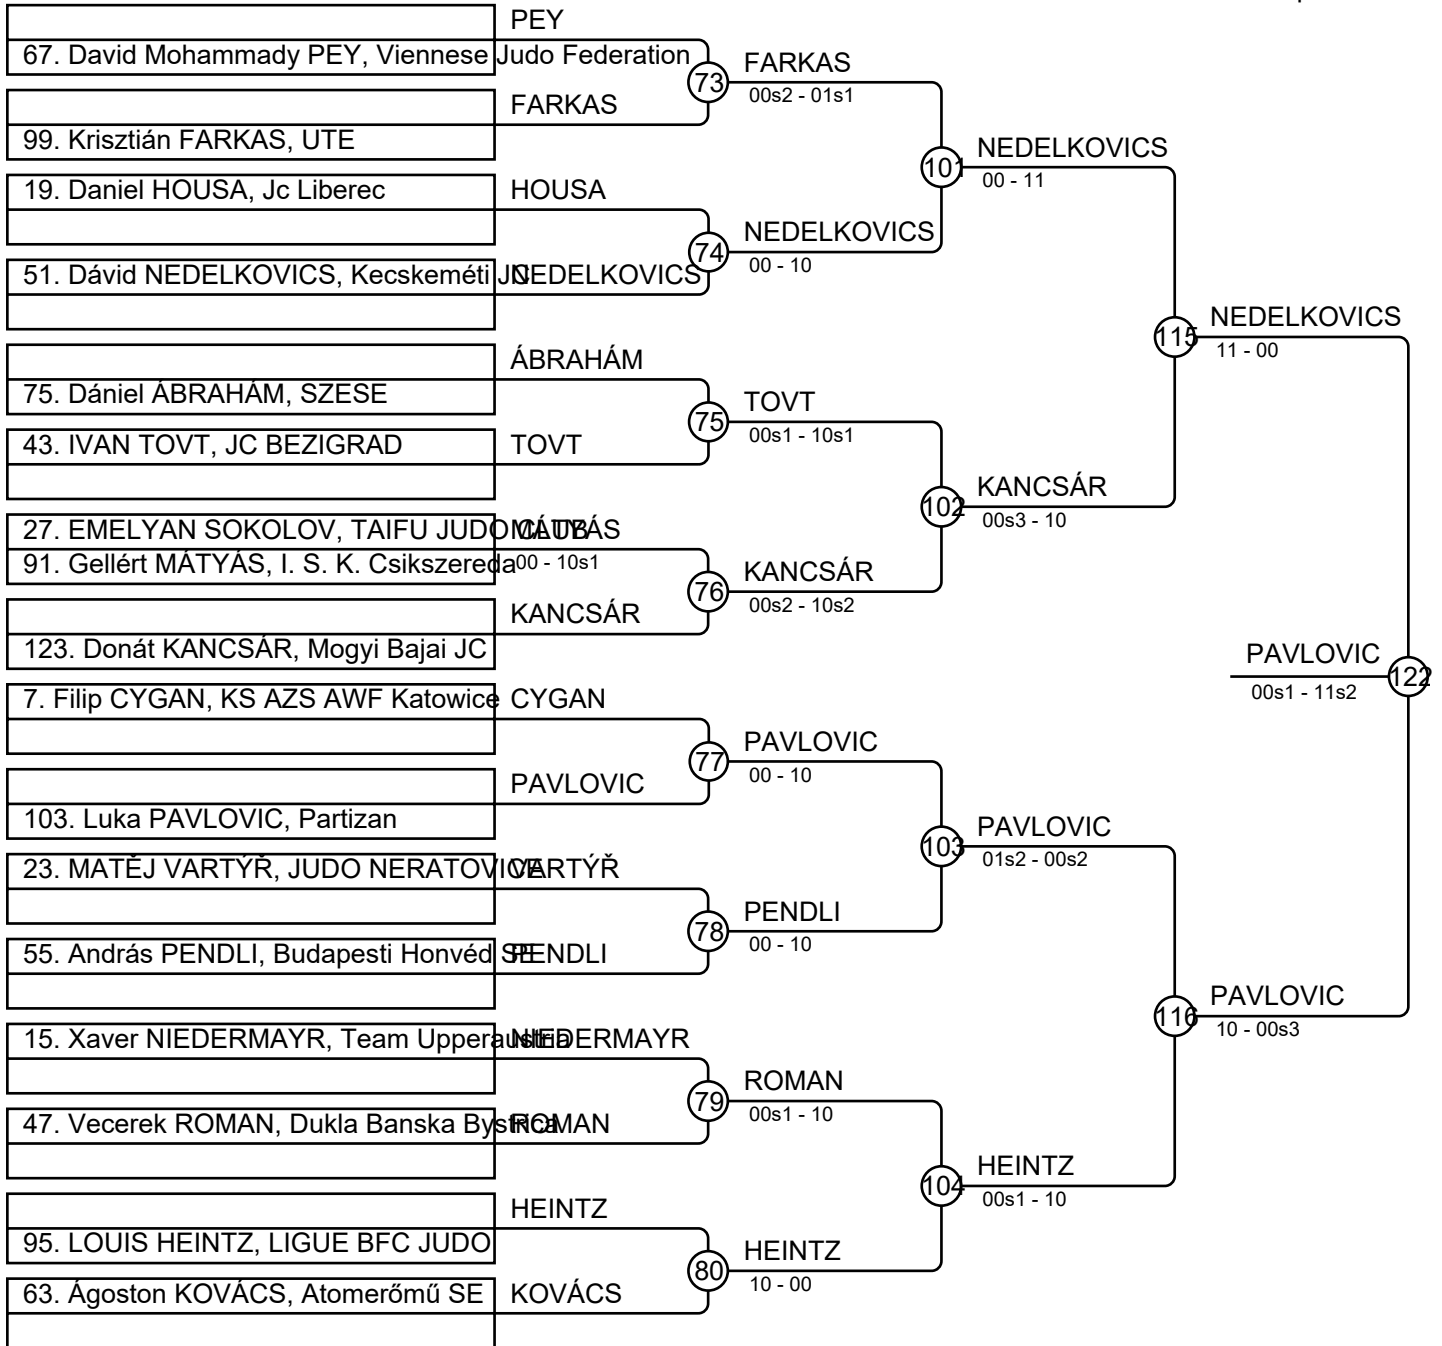 PEY
67. David Mohammady PEY, Viennese Judo Federation
73
FARKAS
00s2 - 01s1
FARKAS
99. Krisztián FARKAS, UTE
101
NEDELKOVICS
00 - 11
19. Daniel HOUSA, Jc Liberec
HOUSA
74
NEDELKOVICS
00 - 10
51. Dávid NEDELKOVICS, Kecskeméti JC
NEDELKOVICS
115
NEDELKOVICS
11 - 00
ÁBRAHÁM
75. Dániel ÁBRAHÁM, SZESE
75
TOVT
00s1 - 10s1
43. IVAN TOVT, JC BEZIGRAD
TOVT
102
KANCSÁR
00s3 - 10
27. EMELYAN SOKOLOV, TAIFU JUDO CLUB
MÁTYÁS
91. Gellért MÁTYÁS, I. S. K. Csikszereda
00 - 10s1
76
KANCSÁR
00s2 - 10s2
KANCSÁR
123. Donát KANCSÁR, Mogyi Bajai JC
122
PAVLOVIC
00s1 - 11s2
7. Filip CYGAN, KS AZS AWF Katowice
CYGAN
77
PAVLOVIC
00 - 10
PAVLOVIC
103. Luka PAVLOVIC, Partizan
103
PAVLOVIC
01s2 - 00s2
23. MATĚJ VARTÝŘ, JUDO NERATOVICE
VARTÝŘ
78
PENDLI
00 - 10
55. András PENDLI, Budapesti Honvéd SE
PENDLI
116
PAVLOVIC
10 - 00s3
15. Xaver NIEDERMAYR, Team Upperaustria
NIEDERMAYR
79
ROMAN
00s1 - 10
47. Vecerek ROMAN, Dukla Banska Bystrica
ROMAN
104
HEINTZ
00s1 - 10
HEINTZ
95. LOUIS HEINTZ, LIGUE BFC JUDO
80
HEINTZ
10 - 00
63. Ágoston KOVÁCS, Atomerőmű SE
KOVÁCS